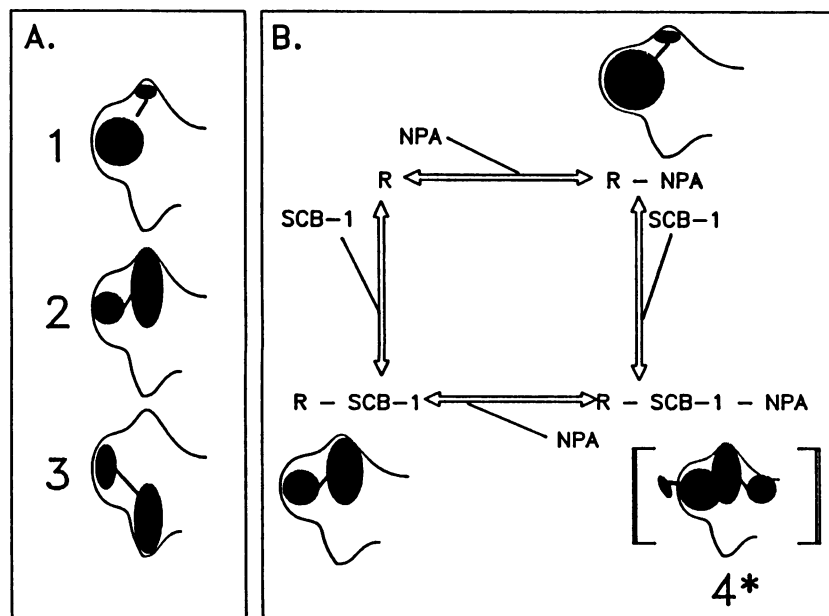 A.
1
2
3
B.
NPA
R
R – NPA
SCB–1
SCB–1
R – SCB–1
R – SCB–1 – NPA
NPA
4*